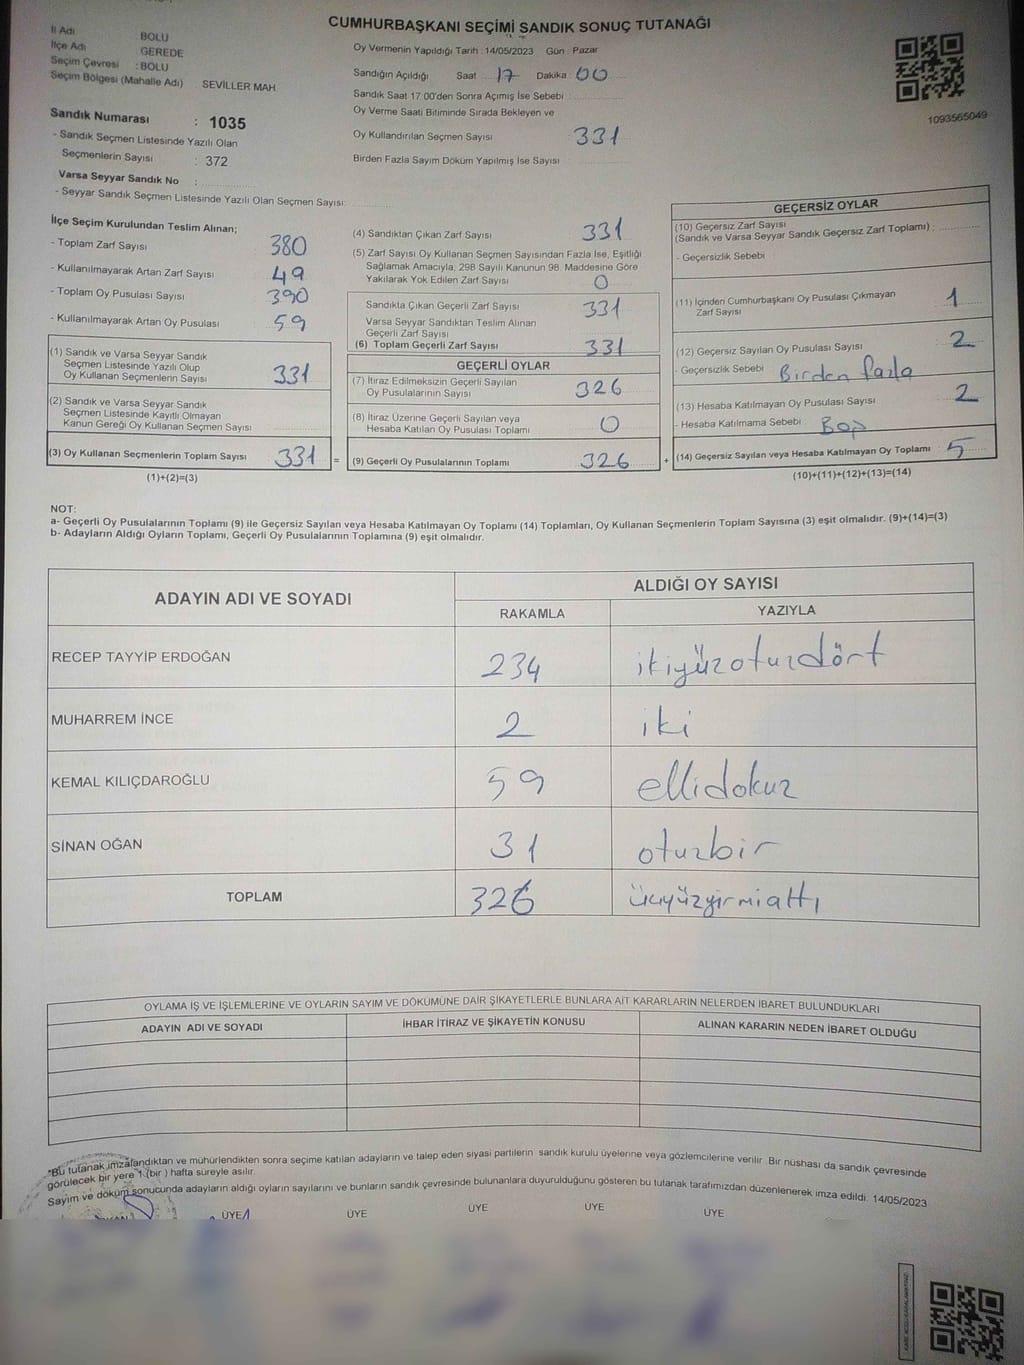 CUMHURBAŞKANI SEÇİMİ SANDIK SONUÇ TUTANAĞI
İl Adı BOLU
İlçe Adı GEREDE
Seçim Çevresi : BOLU
Seçim Bölgesi (Mahalle Adı) SEVİLLER MAH.
Sandık Numarası : 1035
- Sandık Seçmen Listesinde Yazılı Olan
Seçmenlerin Sayısı : 372
Varsa Seyyar Sandık No :
- Seyyar Sandık Seçmen Listesinde Yazılı Olan Seçmen Sayısı:
Oy Vermenin Yapıldığı Tarih : 14/05/2023 Gün : Pazar
Sandığın Açıldığı Saat 17 Dakika : 00
Sandık Saat 17:00'den Sonra Açımış İse Sebebi :
Oy Verme Saati Bitiminde Sırada Bekleyen ve
Oy Kullandırılan Seçmen Sayısı 331
Birden Fazla Sayım Döküm Yapılmış İse Sayısı
1093565049
İlçe Seçim Kurulundan Teslim Alınan;
- Toplam Zarf Sayısı 380
- Kullanılmayarak Artan Zarf Sayısı 49
- Toplam Oy Pusulası Sayısı 390
- Kullanılmayarak Artan Oy Pusulası 59
(1) Sandık ve Varsa Seyyar Sandık
Seçmen Listesinde Yazılı Olup
Oy Kullanan Seçmenlerin Sayısı 331
(2) Sandık ve Varsa Seyyar Sandık
Seçmen Listesinde Kayıtlı Olmayan
Kanun Gereği Oy Kullanan Seçmen Sayısı
(3) Oy Kullanan Seçmenlerin Toplam Sayısı 331 =
(1)+(2)=(3)
(4) Sandıktan Çıkan Zarf Sayısı 331
(5) Zarf Sayısı Oy Kullanan Seçmen Sayısından Fazla İse, Eşitliği
Sağlamak Amacıyla; 298 Sayılı Kanunun 98. Maddesine Göre
Yakılarak Yok Edilen Zarf Sayısı 0
Sandıkta Çıkan Geçerli Zarf Sayısı 331
Varsa Seyyar Sandıktan Teslim Alınan
Geçerli Zarf Sayısı
(6) Toplam Geçerli Zarf Sayısı 331
GEÇERLİ OYLAR
(7) İtiraz Edilmeksizin Geçerli Sayılan
Oy Pusulalarının Sayısı 326
(8) İtiraz Üzerine Geçerli Sayılan veya
Hesaba Katılan Oy Pusulası Toplamı 0
(9) Geçerli Oy Pusulalarının Toplamı 326 +
GEÇERSİZ OYLAR
(10) Geçersiz Zarf Sayısı
(Sandık ve Varsa Seyyar Sandık Geçersiz Zarf Toplamı) :
- Geçersizlik Sebebi
(11) İçinden Cumhurbaşkanı Oy Pusulası Çıkmayan
Zarf Sayısı 1
(12) Geçersiz Sayılan Oy Pusulası Sayısı 2
- Geçersizlik Sebebi Birden fazla
(13) Hesaba Katılmayan Oy Pusulası Sayısı 2
- Hesaba Katılmama Sebebi
(14) Geçersiz Sayılan veya Hesaba Katılmayan Oy Toplamı 5
(10)+(11)+(12)+(13)=(14)
NOT:
a- Geçerli Oy Pusulalarının Toplamı (9) ile Geçersiz Sayılan veya Hesaba Katılmayan Oy Toplamı (14) Toplamları, Oy Kullanan Seçmenlerin Toplam Sayısına (3) eşit olmalıdır. (9)+(14)=(3)
b- Adayların Aldığı Oyların Toplamı, Geçerli Oy Pusulalarının Toplamına (9) eşit olmalıdır.
ADAYIN ADI VE SOYADI ALDIĞI OY SAYISI
RAKAMLA YAZIYLA
RECEP TAYYİP ERDOĞAN 234 ikiyüzotuzdört
MUHARREM İNCE 2 iki
KEMAL KILIÇDAROĞLU 59 ellidokuz
SİNAN OĞAN 31 otuzbir
TOPLAM 326 üçyüzyirmialtı
OYLAMA İŞ VE İŞLEMLERİNE VE OYLARIN SAYIM VE DÖKÜMÜNE DAİR ŞİKAYETLERLE BUNLARA AİT KARARLARIN NELERDEN İBARET BULUNDUKLARI
ADAYIN ADI VE SOYADI İHBAR İTİRAZ VE ŞİKAYETİN KONUSU ALINAN KARARIN NEDEN İBARET OLDUĞU
*Bu tutanak imzalandıktan ve mühürlendikten sonra seçime katılan adayların ve talep eden siyasi partilerin sandık kurulu üyelerine veya gözlemcilerine verilir. Bir nüshası da sandık çevresinde
görülecek bir yere 1 (bir) hafta süreyle asılır.
Sayım ve döküm sonucunda adayların aldığı oyların sayılarını ve bunların sandık çevresinde bulunanlara duyurulduğunu gösteren bu tutanak tarafımızdan düzenlenerek imza edildi. 14/05/2023
ÜYE ÜYE ÜYE ÜYE ÜYE